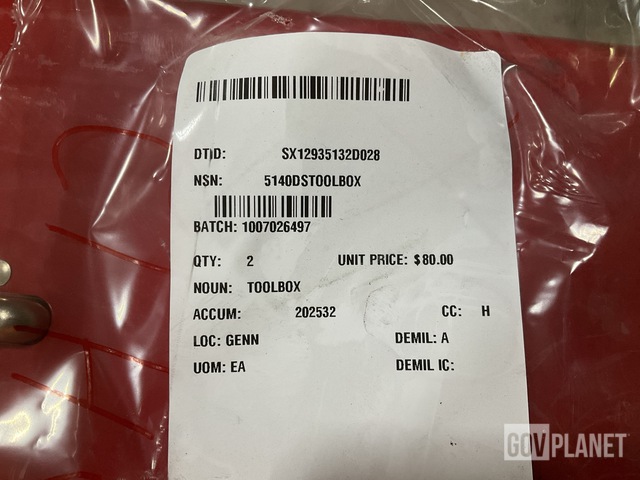 DTID: SX12935132D028
NSN: 5140DSTOOLBOX
BATCH: 1007026497
QTY: 2 UNIT PRICE: $80.00
NOUN: TOOLBOX
ACCUM: 202532 CC: H
LOC: GENN DEMIL: A
UOM: EA DEMIL IC:
GOVPLANET